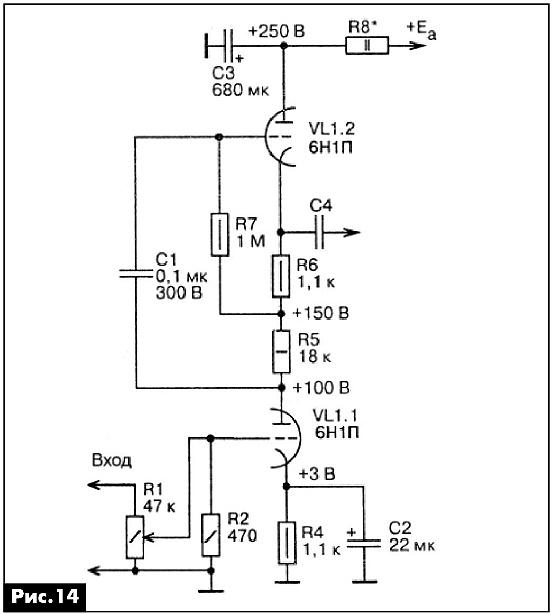 +250 В
R8*
+Eа
C3
680 мк
VL1.2
6Н1П
C4
R7
1 М
C1
0,1 мк
300 В
R6
1,1 к
+150 В
R5
18 к
+100 В
VL1.1
6Н1П
Вход
+3 В
R1
47 к
R2
470
R4
1,1 к
C2
22 мк
Рис.14